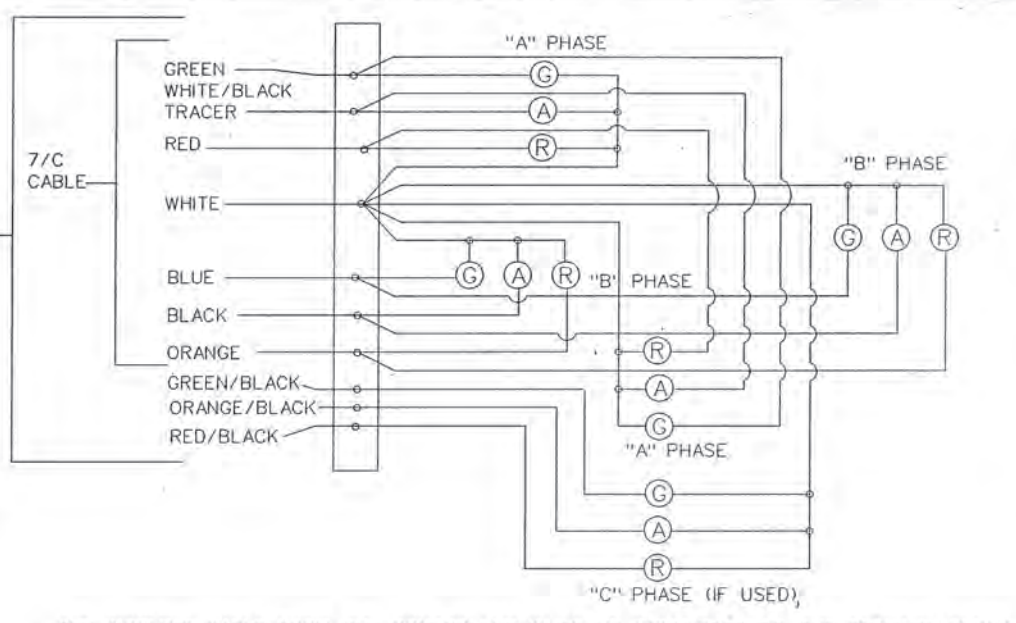 "A" PHASE
GREEN
G
WHITE/BLACK
TRACER
A
RED
R
7/C
CABLE
"B" PHASE
WHITE
G A R
BLUE
G A R
"B" PHASE
BLACK
ORANGE
R
GREEN/BLACK
A
ORANGE/BLACK
RED/BLACK
G
"A" PHASE
G
A
R
"C" PHASE (IF USED),